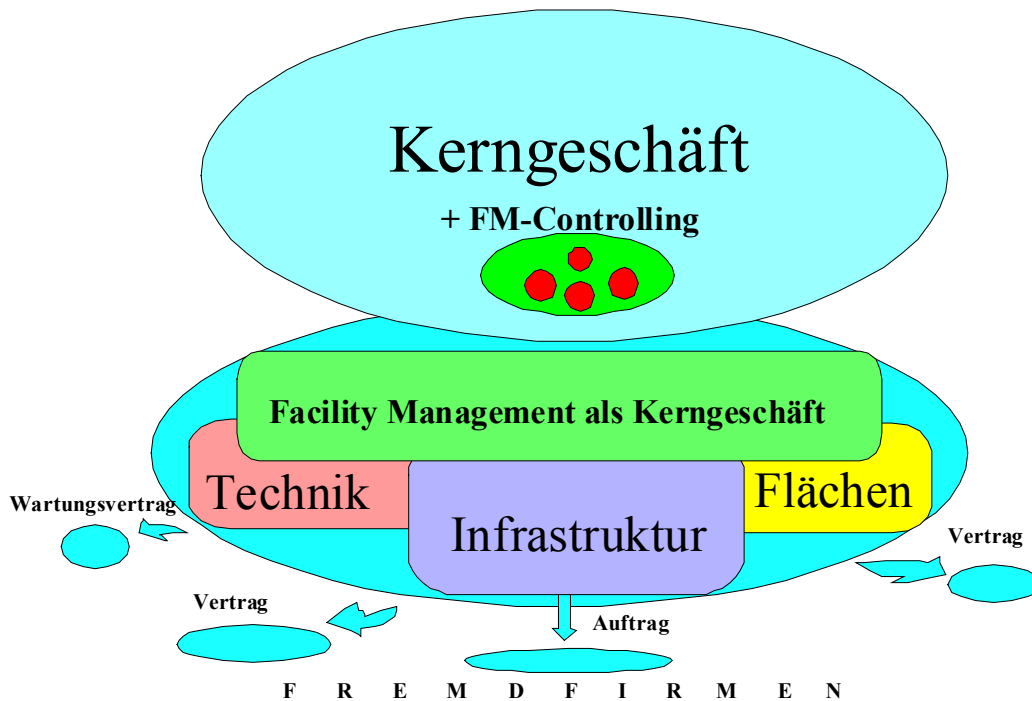 Kerngeschäft
+ FM-Controlling
Facility Management als Kerngeschäft
Technik
Flächen
Infrastruktur
Wartungsvertrag
Vertrag
Vertrag
Auftrag
F R E M D F I R M E N